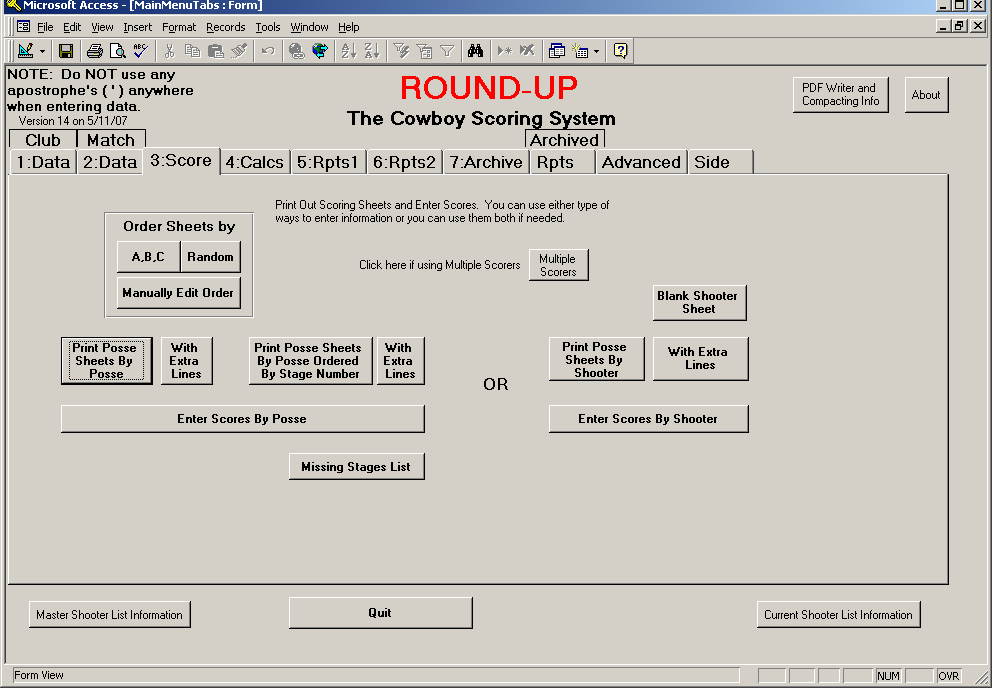 Microsoft Access - [MainMenuTabs : Form]
File Edit View Insert Format Records Tools Window Help
NOTE: Do NOT use any
apostrophe's ( ' ) anywhere
when entering data.
Version 14 on 5/11/07
ROUND-UP
The Cowboy Scoring System
PDF Writer and
Compacting Info
About
Club Match Archived
1:Data 2:Data 3:Score 4:Calcs 5:Rpts1 6:Rpts2 7:Archive Rpts Advanced Side
Print Out Scoring Sheets and Enter Scores. You can use either type of
ways to enter information or you can use them both if needed.
Order Sheets by
A,B,C Random
Manually Edit Order
Click here if using Multiple Scorers
Multiple
Scorers
Blank Shooter
Sheet
Print Posse
Sheets By
Posse
With
Extra
Lines
Print Posse Sheets
By Posse Ordered
By Stage Number
With
Extra
Lines
OR
Print Posse
Sheets By
Shooter
With Extra
Lines
Enter Scores By Posse
Enter Scores By Shooter
Missing Stages List
Master Shooter List Information
Quit
Current Shooter List Information
Form View NUM OVR